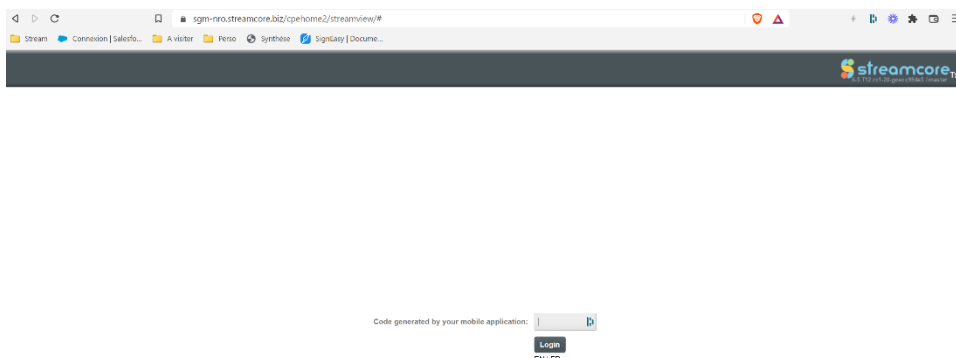 sgm-nro.streamcore.biz/cpehome2/streamview/#
Stream Connexion | Salesfo... A visiter Perso Synthèse SignEasy | Docume...
streamcore
Code generated by your mobile application:
Login